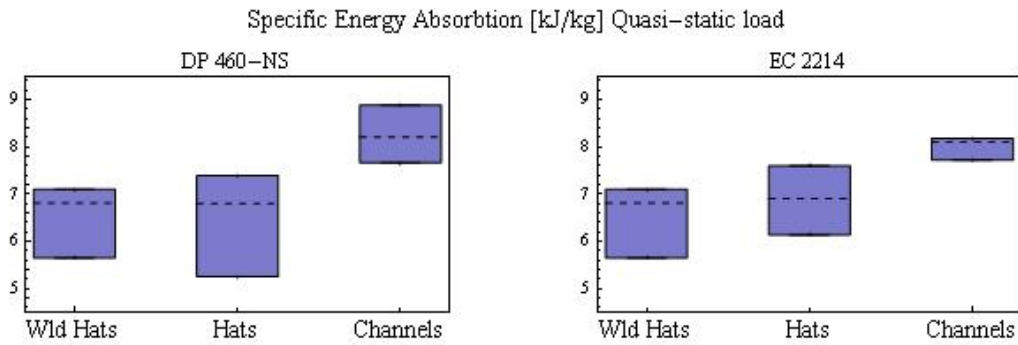 Specific Energy Absorbtion [kJ/kg] Quasi−static load
DP 460−NS
9
8
7
6
5
Wld Hats Hats Channels
EC 2214
9
8
7
6
5
Wld Hats Hats Channels